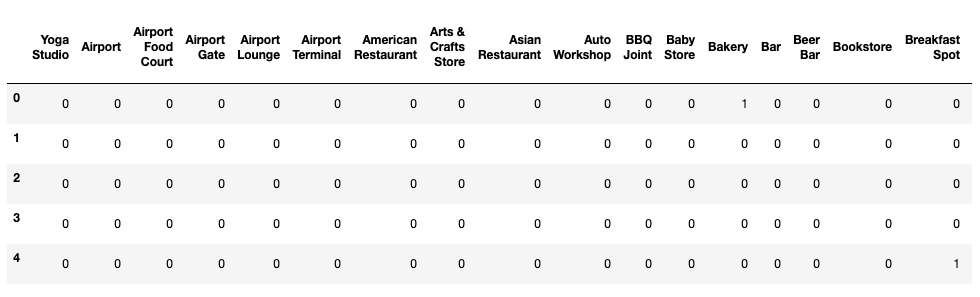 Yoga Studio Airport Airport Food Court Airport Gate Airport Lounge Airport Terminal American Restaurant Arts & Crafts Store Asian Restaurant Auto Workshop BBQ Joint Baby Store Bakery Bar Beer Bar Bookstore Breakfast Spot
0 0 0 0 0 0 0 0 0 0 0 0 0 1 0 0 0 0
1 0 0 0 0 0 0 0 0 0 0 0 0 0 0 0 0 0
2 0 0 0 0 0 0 0 0 0 0 0 0 0 0 0 0 0
3 0 0 0 0 0 0 0 0 0 0 0 0 0 0 0 0 0
4 0 0 0 0 0 0 0 0 0 0 0 0 0 0 0 0 1